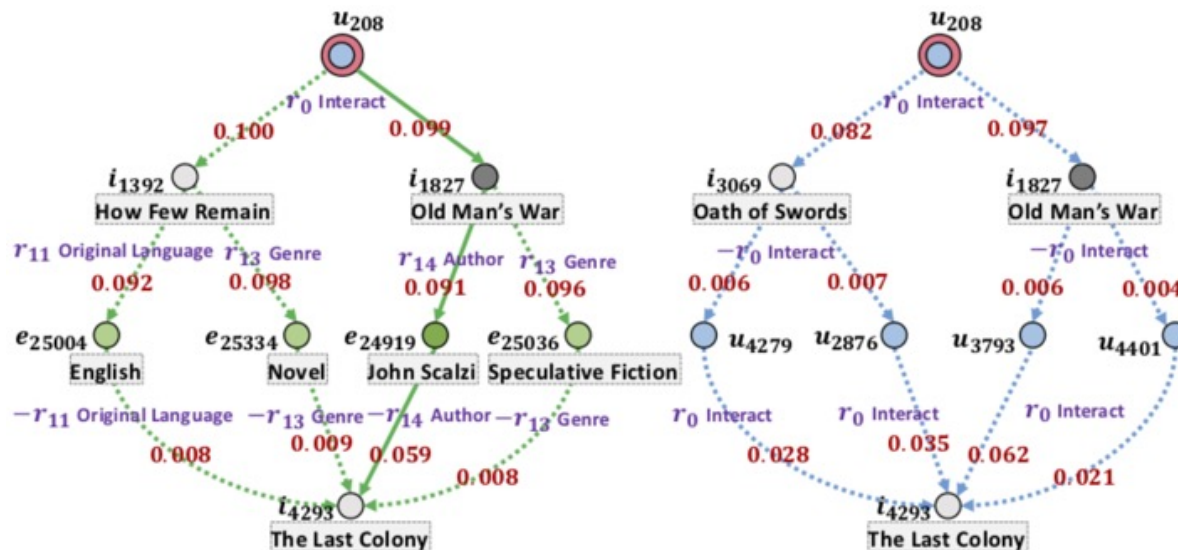 u208 u208
r0 Interact r0 Interact
0.100 0.099 0.082 0.097
i1392 i1827 i3069 i1827
How Few Remain Old Man's War Oath of Swords Old Man's War
r11 Original Language r13 Genre r14 Author r13 Genre −r0 Interact −r0 Interact
0.092 0.098 0.091 0.096 0.006 0.007 0.006 0.004
e25004 e25334 e24919 e25036 u4279 u2876 u3793 u4401
English Novel John Scalzi Speculative Fiction
−r11 Original Language −r13 Genre −r14 Author −r13 Genre r0 Interact r0 Interact r0 Interact
0.008 0.009 0.059 0.008 0.028 0.035 0.062 0.021
i4293 i4293
The Last Colony The Last Colony